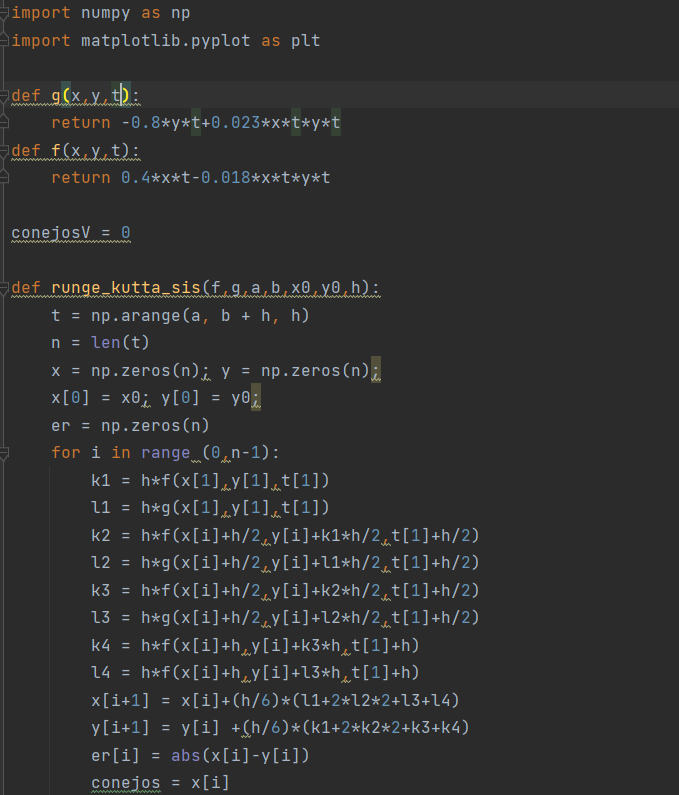 import numpy as np
import matplotlib.pyplot as plt
def g(x,y,t):
return -0.8*y*t+0.023*x*t*y*t
def f(x,y,t):
return 0.4*x*t-0.018*x*t*y*t
conejosV = 0
def runge_kutta_sis(f,g,a,b,x0,y0,h):
t = np.arange(a, b + h, h)
n = len(t)
x = np.zeros(n); y = np.zeros(n);
x[0] = x0; y[0] = y0;
er = np.zeros(n)
for i in range (0,n-1):
k1 = h*f(x[1],y[1],t[1])
l1 = h*g(x[1],y[1],t[1])
k2 = h*f(x[i]+h/2,y[i]+k1*h/2,t[1]+h/2)
l2 = h*g(x[i]+h/2,y[i]+l1*h/2,t[1]+h/2)
k3 = h*f(x[i]+h/2,y[i]+k2*h/2,t[1]+h/2)
l3 = h*g(x[i]+h/2,y[i]+l2*h/2,t[1]+h/2)
k4 = h*f(x[i]+h,y[i]+k3*h,t[1]+h)
l4 = h*f(x[i]+h,y[i]+l3*h,t[1]+h)
x[i+1] = x[i]+(h/6)*(l1+2*l2*2+l3+l4)
y[i+1] = y[i] +(h/6)*(k1+2*k2*2+k3+k4)
er[i] = abs(x[i]-y[i])
conejos = x[i]